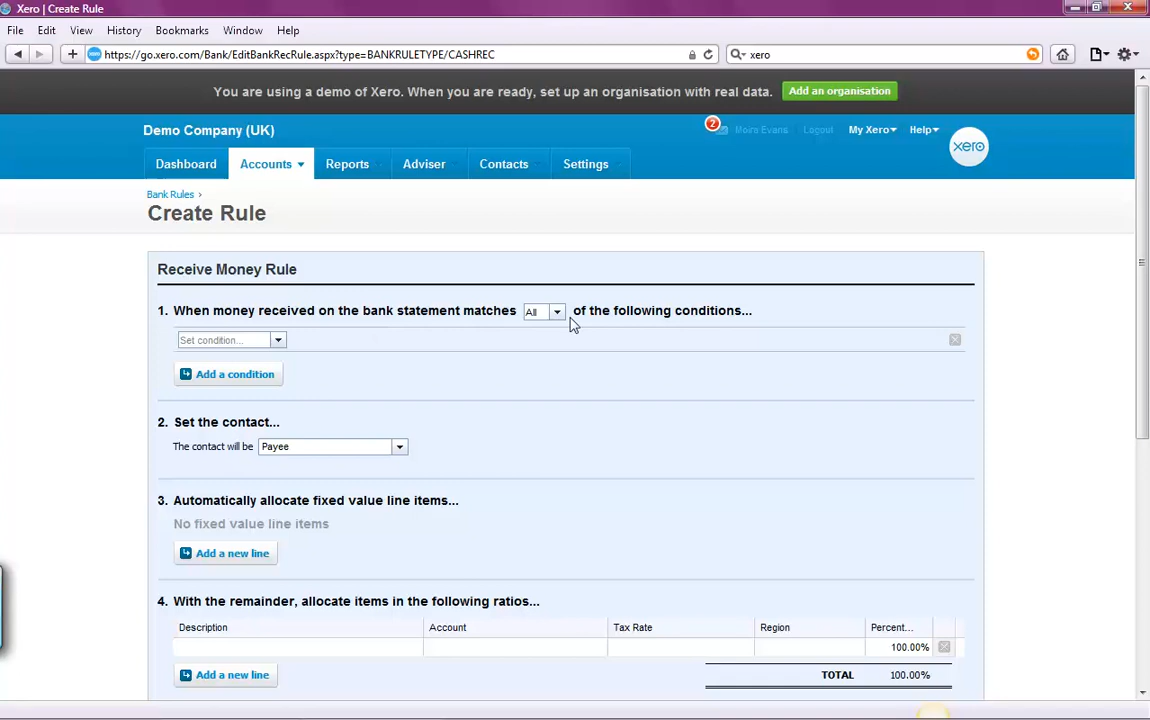 Xero | Create Rule
File Edit View History Bookmarks Window Help
https://go.xero.com/Bank/EditBankRecRule.aspx?type=BANKRULETYPE/CASHREC xero
You are using a demo of Xero. When you are ready, set up an organisation with real data. Add an organisation
Demo Company (UK) 2 Moira Evans Logout My Xero Help xero
Dashboard Accounts Reports Adviser Contacts Settings
Bank Rules ›
Create Rule
Receive Money Rule
1. When money received on the bank statement matches All of the following conditions...
Set condition...
Add a condition
2. Set the contact...
The contact will be Payee
3. Automatically allocate fixed value line items...
No fixed value line items
Add a new line
4. With the remainder, allocate items in the following ratios...
Description Account Tax Rate Region Percent...
100.00%
Add a new line TOTAL 100.00%